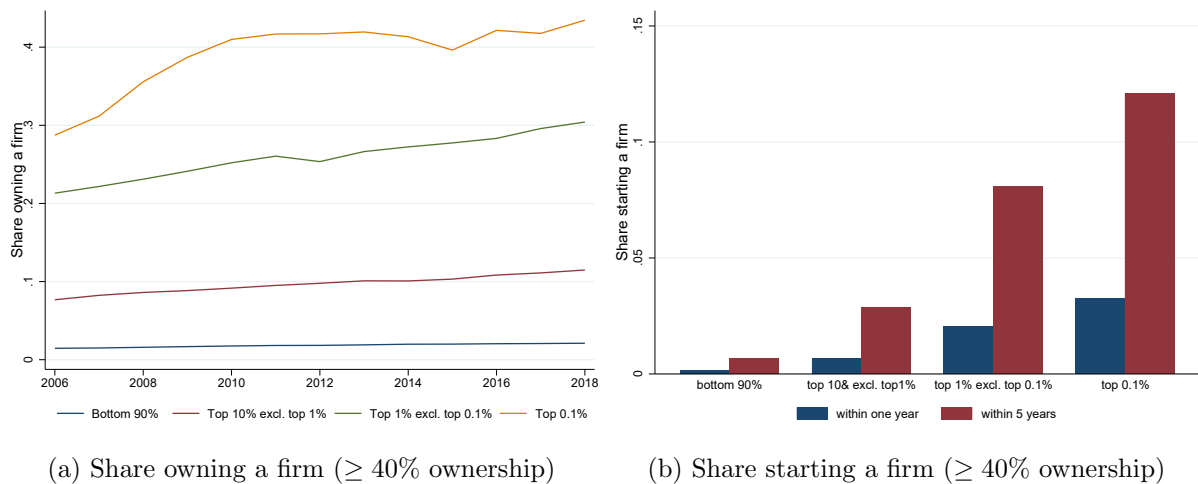 Share owning a firm
.4
.3
.2
.1
0
2006 2008 2010 2012 2014 2016 2018
Bottom 90% Top 10% excl. top 1% Top 1% excl. top 0.1% Top 0.1%
(a) Share owning a firm (≥ 40% ownership)
Share starting a firm
.15
.1
.05
0
bottom 90% top 10& excl. top1% top 1% excl. top 0.1% top 0.1%
within one year within 5 years
(b) Share starting a firm (≥ 40% ownership)